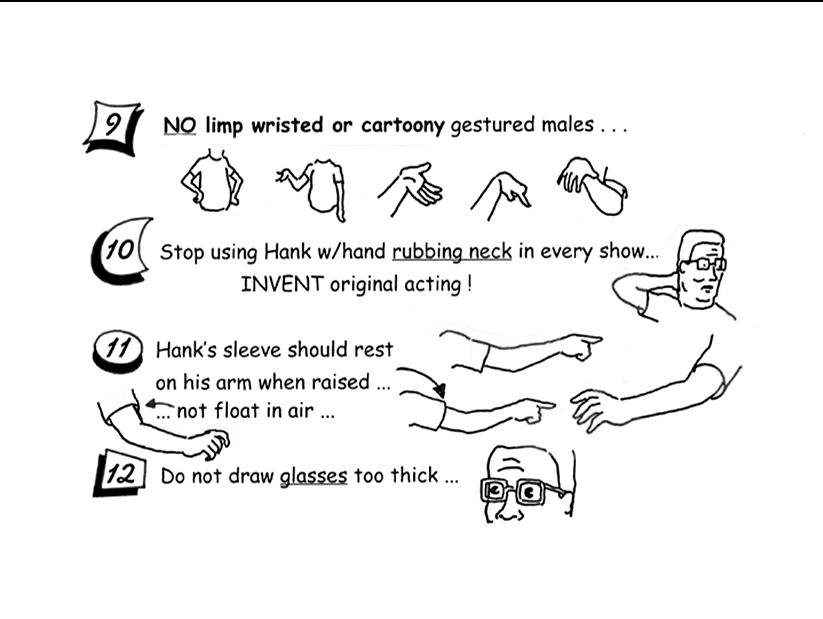 9 NO limp wristed or cartoony gestured males . . .
10 Stop using Hank w/hand rubbing neck in every show...
INVENT original acting !
11 Hank's sleeve should rest
on his arm when raised ...
... not float in air ...
12 Do not draw glasses too thick ...